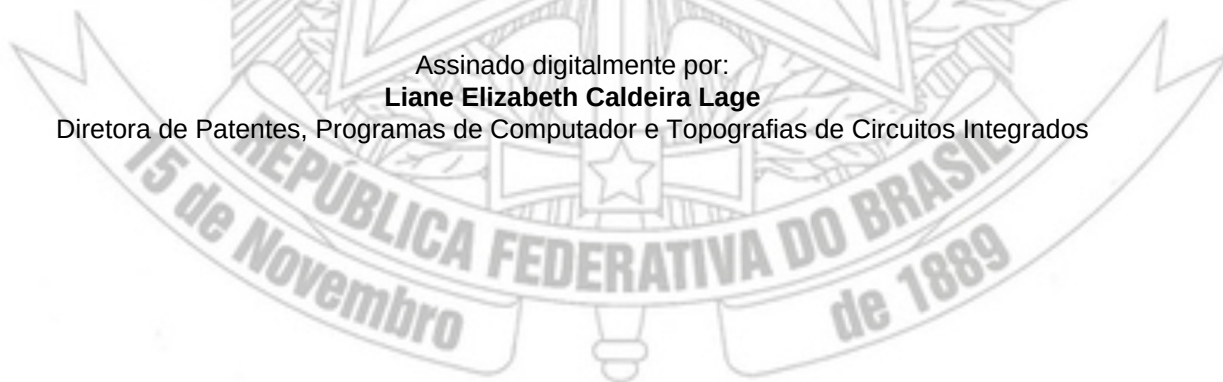 Assinado digitalmente por:
Liane Elizabeth Caldeira Lage
Diretora de Patentes, Programas de Computador e Topografias de Circuitos Integrados
REPÚBLICA FEDERATIVA DO BRASIL
15 de Novembro de 1889